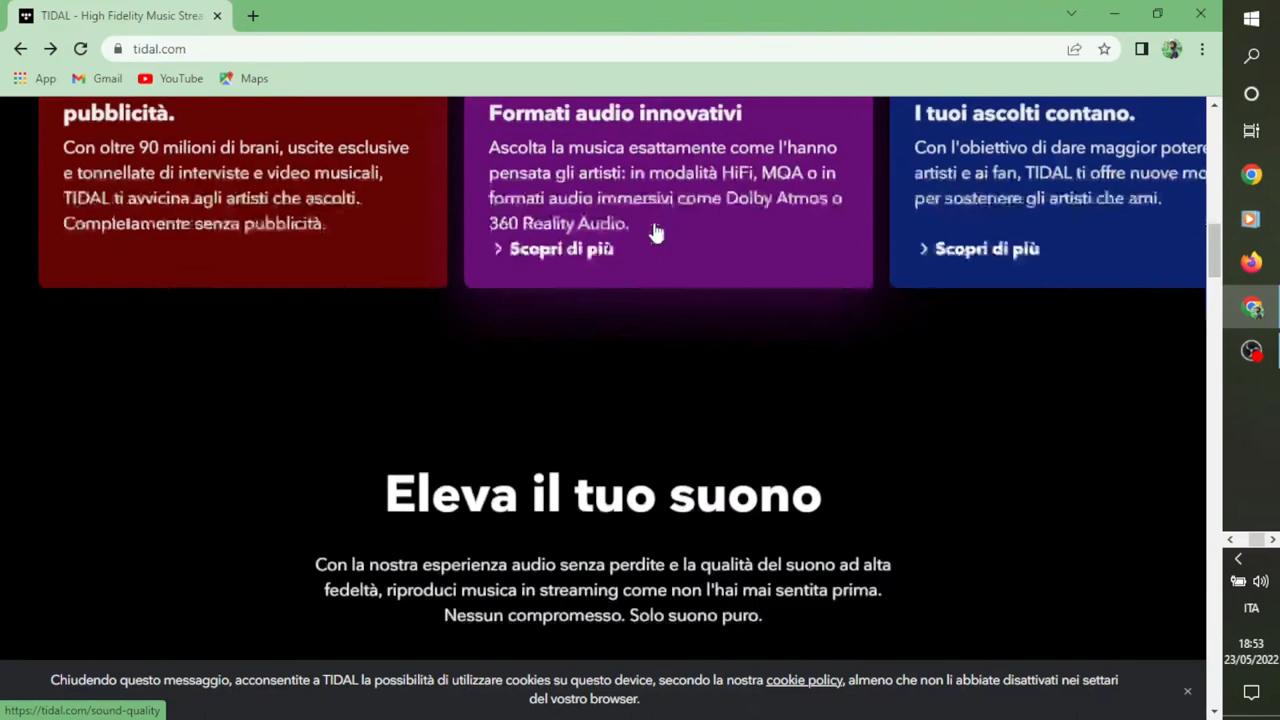 TIDAL - High Fidelity Music Strea
tidal.com
App Gmail YouTube Maps
pubblicità.
Con oltre 90 milioni di brani, uscite esclusive
e tonnellate di interviste e video musicali,
TIDAL ti avvicina agli artisti che ascolti.
Completamente senza pubblicità.
Formati audio innovativi
Ascolta la musica esattamente come l'hanno
pensata gli artisti: in modalità HiFi, MQA o in
formati audio immersivi come Dolby Atmos o
360 Reality Audio.
Scopri di più
I tuoi ascolti contano.
Con l'obiettivo di dare maggior potere
artisti e ai fan, TIDAL ti offre nuove mo
per sostenere gli artisti che ami.
Scopri di più
Eleva il tuo suono
Con la nostra esperienza audio senza perdite e la qualità del suono ad alta
fedeltà, riproduci musica in streaming come non l'hai mai sentita prima.
Nessun compromesso. Solo suono puro.
Chiudendo questo messaggio, acconsentite a TIDAL la possibilità di utilizzare cookies su questo device, secondo la nostra cookie policy, almeno che non li abbiate disattivati nei settari
del vostro browser.
https://tidal.com/sound-quality
ITA
18:53
23/05/2022